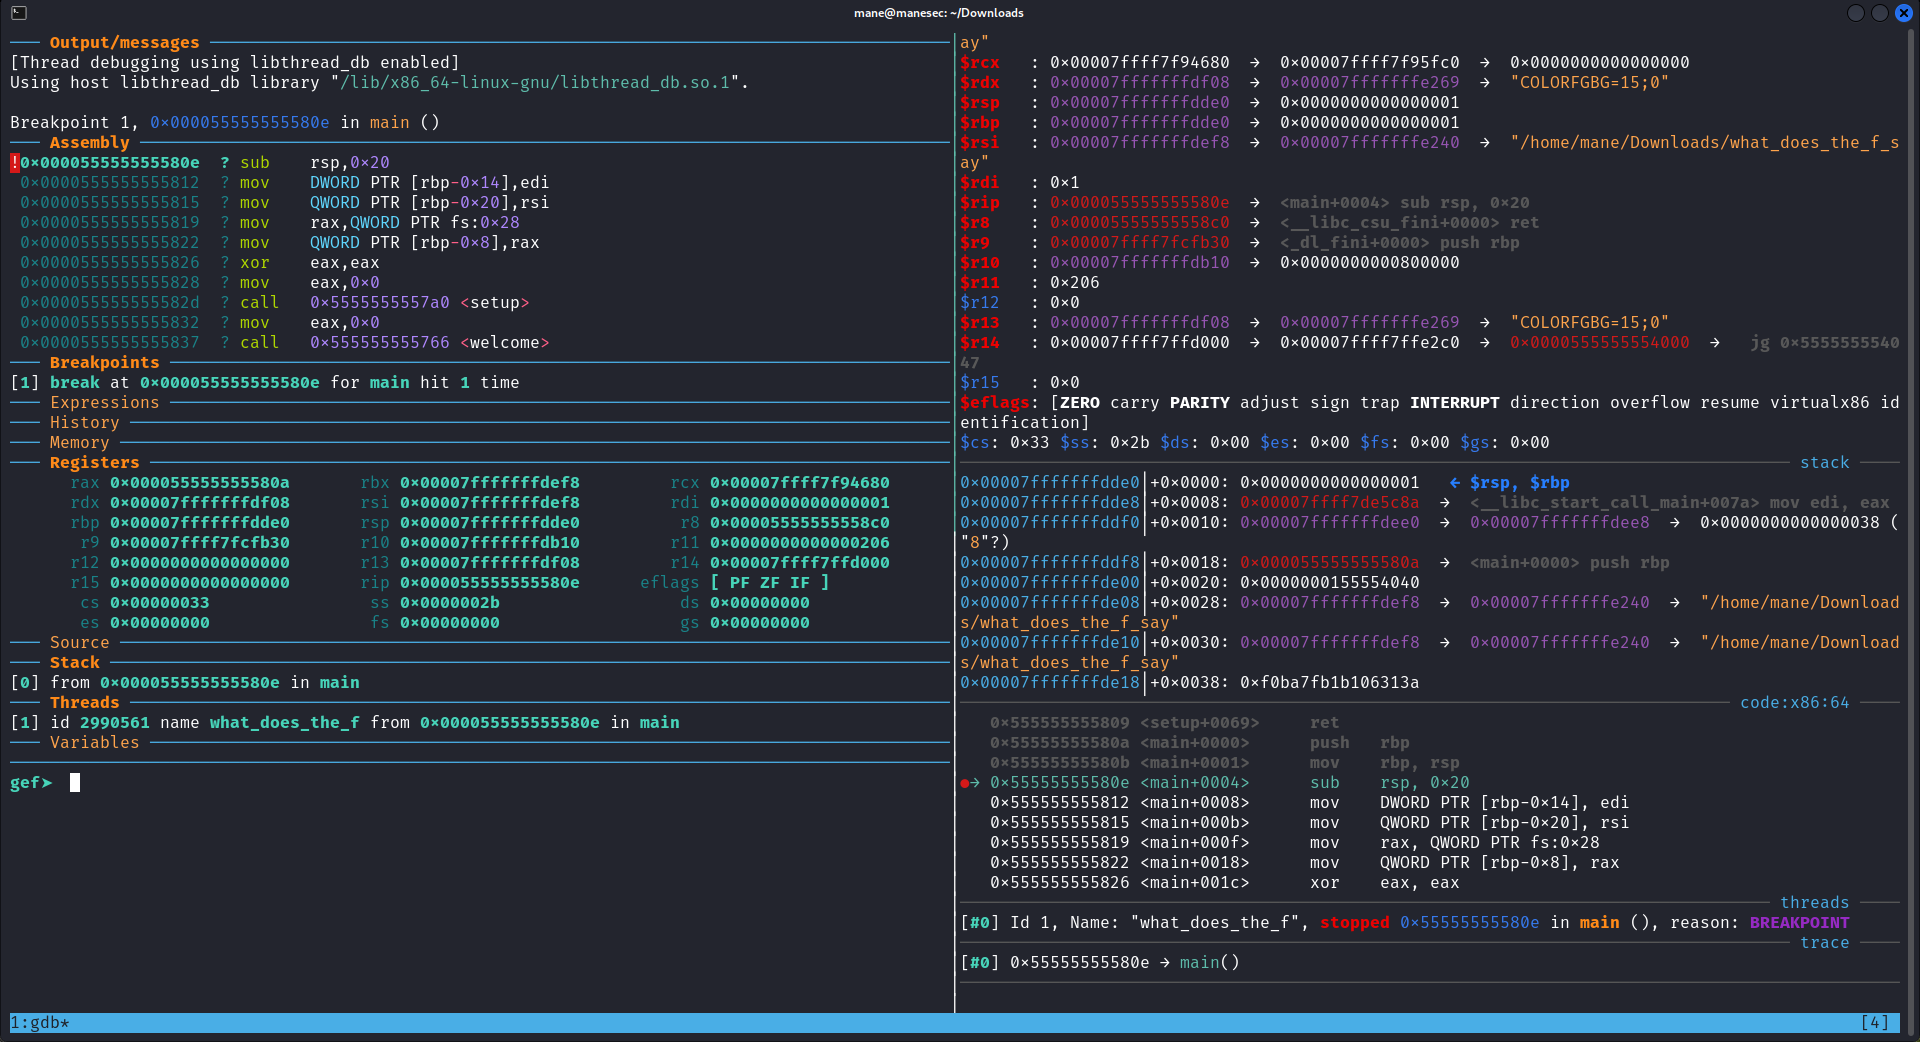 mane@manesec: ~/Downloads
Output/messages
[Thread debugging using libthread_db enabled]
Using host libthread_db library "/lib/x86_64-linux-gnu/libthread_db.so.1".
Breakpoint 1, 0x000055555555580e in main ()
Assembly
!0x000055555555580e ? sub rsp,0x20
0x0000555555555812 ? mov DWORD PTR [rbp-0x14],edi
0x0000555555555815 ? mov QWORD PTR [rbp-0x20],rsi
0x0000555555555819 ? mov rax,QWORD PTR fs:0x28
0x0000555555555822 ? mov QWORD PTR [rbp-0x8],rax
0x0000555555555826 ? xor eax,eax
0x0000555555555828 ? mov eax,0x0
0x000055555555582d ? call 0x5555555557a0 <setup>
0x0000555555555832 ? mov eax,0x0
0x0000555555555837 ? call 0x555555555766 <welcome>
Breakpoints
[1] break at 0x000055555555580e for main hit 1 time
Expressions
History
Memory
Registers
rax 0x000055555555580a rbx 0x00007fffffffdef8 rcx 0x00007ffff7f94680
rdx 0x00007fffffffdf08 rsi 0x00007fffffffdef8 rdi 0x0000000000000001
rbp 0x00007fffffffdde0 rsp 0x00007fffffffdde0 r8 0x00005555555558c0
r9 0x00007ffff7fcfb30 r10 0x00007fffffffdb10 r11 0x0000000000000206
r12 0x0000000000000000 r13 0x00007fffffffdf08 r14 0x00007ffff7ffd000
r15 0x0000000000000000 rip 0x000055555555580e eflags [ PF ZF IF ]
cs 0x00000033 ss 0x0000002b ds 0x00000000
es 0x00000000 fs 0x00000000 gs 0x00000000
Source
Stack
[0] from 0x000055555555580e in main
Threads
[1] id 2990561 name what_does_the_f from 0x000055555555580e in main
Variables
gef➤
ay"
$rcx : 0x00007ffff7f94680 → 0x00007ffff7f95fc0 → 0x0000000000000000
$rdx : 0x00007fffffffdf08 → 0x00007fffffffe269 → "COLORFGBG=15;0"
$rsp : 0x00007fffffffdde0 → 0x0000000000000001
$rbp : 0x00007fffffffdde0 → 0x0000000000000001
$rsi : 0x00007fffffffdef8 → 0x00007fffffffe240 → "/home/mane/Downloads/what_does_the_f_s
ay"
$rdi : 0x1
$rip : 0x000055555555580e → <main+0004> sub rsp, 0x20
$r8 : 0x00005555555558c0 → <__libc_csu_fini+0000> ret
$r9 : 0x00007ffff7fcfb30 → <_dl_fini+0000> push rbp
$r10 : 0x00007fffffffdb10 → 0x0000000000800000
$r11 : 0x206
$r12 : 0x0
$r13 : 0x00007fffffffdf08 → 0x00007fffffffe269 → "COLORFGBG=15;0"
$r14 : 0x00007ffff7ffd000 → 0x00007ffff7ffe2c0 → 0x0000555555554000 → jg 0x5555555540
47
$r15 : 0x0
$eflags: [ZERO carry PARITY adjust sign trap INTERRUPT direction overflow resume virtualx86 id
entification]
$cs: 0x33 $ss: 0x2b $ds: 0x00 $es: 0x00 $fs: 0x00 $gs: 0x00
stack
0x00007fffffffdde0│+0x0000: 0x0000000000000001 ← $rsp, $rbp
0x00007fffffffdde8│+0x0008: 0x00007ffff7de5c8a → <__libc_start_call_main+007a> mov edi, eax
0x00007fffffffddf0│+0x0010: 0x00007fffffffdee0 → 0x00007fffffffdee8 → 0x0000000000000038 (
"8"?)
0x00007fffffffddf8│+0x0018: 0x000055555555580a → <main+0000> push rbp
0x00007fffffffde00│+0x0020: 0x0000000155554040
0x00007fffffffde08│+0x0028: 0x00007fffffffdef8 → 0x00007fffffffe240 → "/home/mane/Download
s/what_does_the_f_say"
0x00007fffffffde10│+0x0030: 0x00007fffffffdef8 → 0x00007fffffffe240 → "/home/mane/Download
s/what_does_the_f_say"
0x00007fffffffde18│+0x0038: 0xf0ba7fb1b106313a
code:x86:64
0x555555555809 <setup+0069> ret
0x55555555580a <main+0000> push rbp
0x55555555580b <main+0001> mov rbp, rsp
●→ 0x55555555580e <main+0004> sub rsp, 0x20
0x555555555812 <main+0008> mov DWORD PTR [rbp-0x14], edi
0x555555555815 <main+000b> mov QWORD PTR [rbp-0x20], rsi
0x555555555819 <main+000f> mov rax, QWORD PTR fs:0x28
0x555555555822 <main+0018> mov QWORD PTR [rbp-0x8], rax
0x555555555826 <main+001c> xor eax, eax
threads
[#0] Id 1, Name: "what_does_the_f", stopped 0x55555555580e in main (), reason: BREAKPOINT
trace
[#0] 0x55555555580e → main()
1:gdb*
[4]